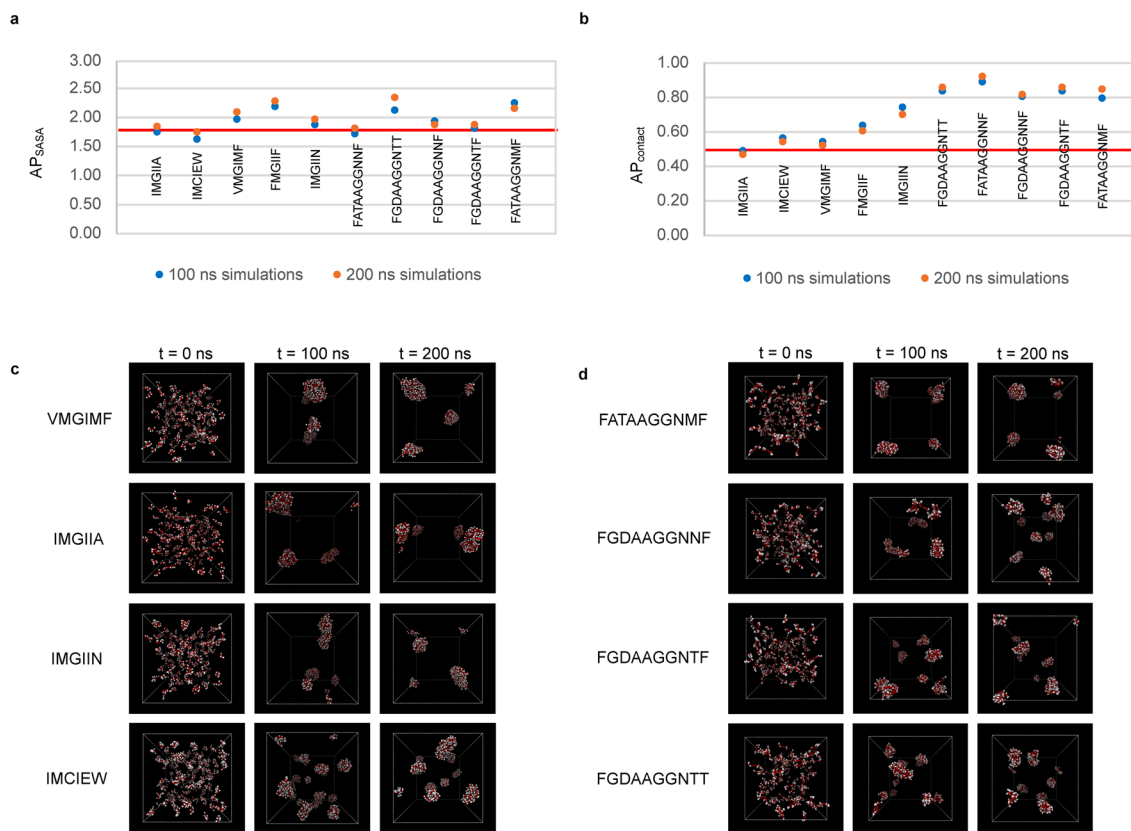 a
3.00
2.50
2.00
1.50
1.00
0.50
0.00
APSASA
IMGIIA
IMCIEW
VMGIMF
FMGIIF
IMGIIN
FATAAGGNNF
FGDAAGGNTT
FGDAAGGNNF
FGDAAGGNTF
FATAAGGNMF
100 ns simulations 200 ns simulations
b
1.00
0.80
0.60
0.40
0.20
0.00
APcontact
IMGIIA
IMCIEW
VMGIMF
FMGIIF
IMGIIN
FGDAAGGNTT
FATAAGGNNF
FGDAAGGNNF
FGDAAGGNTF
FATAAGGNMF
100 ns simulations 200 ns simulations
c
t = 0 ns t = 100 ns t = 200 ns
VMGIMF
IMGIIA
IMGIIN
IMCIEW
d
t = 0 ns t = 100 ns t = 200 ns
FATAAGGNMF
FGDAAGGNNF
FGDAAGGNTF
FGDAAGGNTT